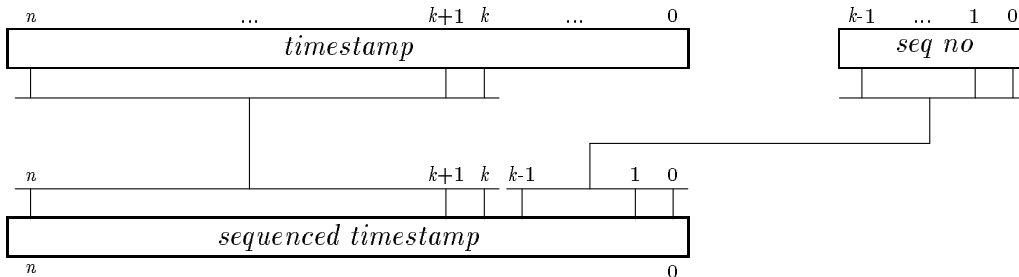 n ... k+1 k ... 0 k-1 ... 1 0
timestamp seq no
n k+1 k k-1 1 0
sequenced timestamp
n 0